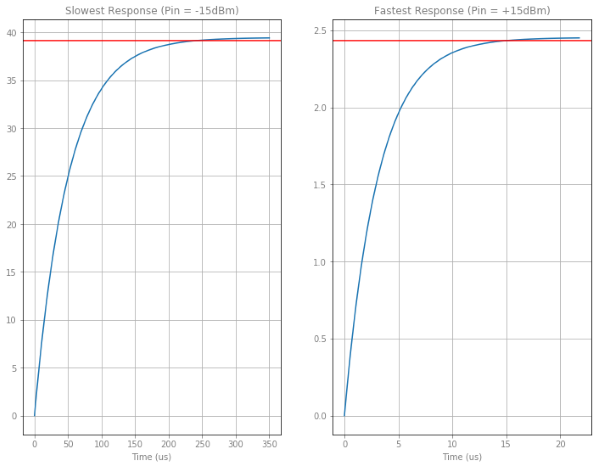 Slowest Response (Pin = -15dBm)
40
35
30
25
20
15
10
5
0
0 50 100 150 200 250 300 350
Time (us)
Fastest Response (Pin = +15dBm)
2.5
2.0
1.5
1.0
0.5
0.0
0 5 10 15 20
Time (us)